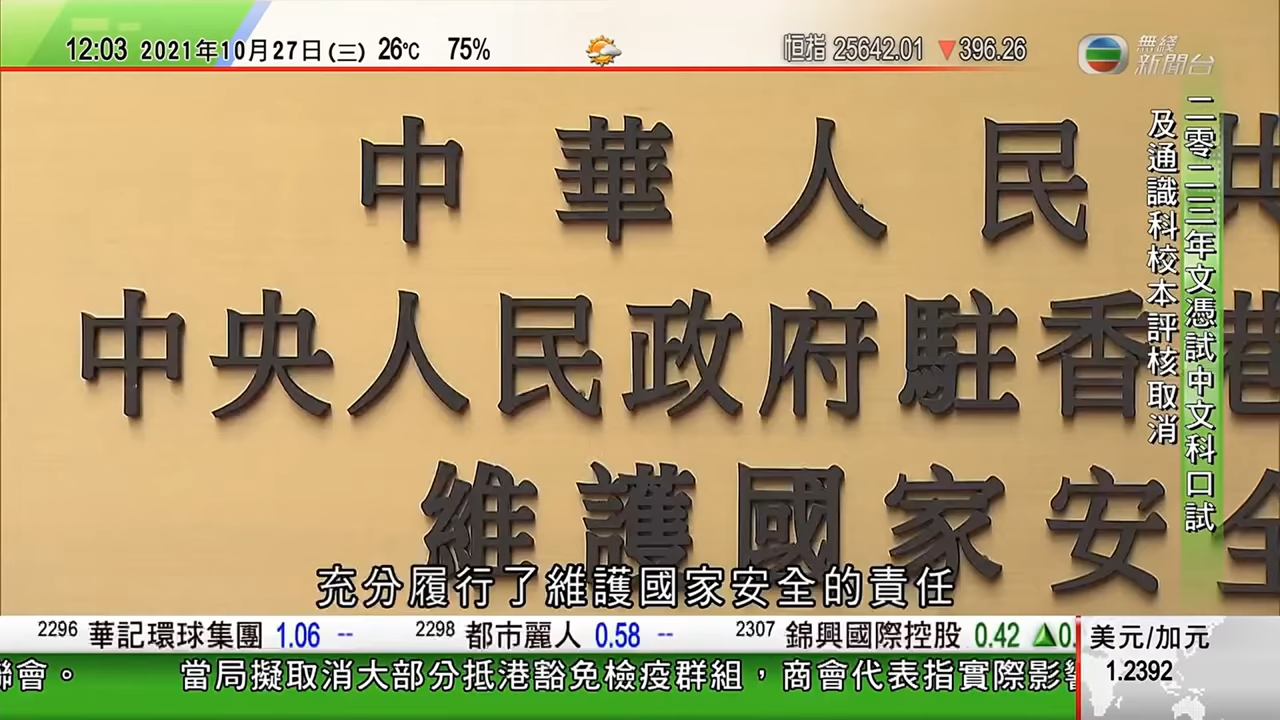 12:03 2021年10月27日(三) 26℃ 75% 恒指 25642.01 ▼396.26
無綫
新聞台
二零二三年文憑試中文科口試
及通識科校本評核取消
中華人民共
中央人民政府駐香港
維護國家安全
充分履行了維護國家安全的責任
2296 華記環球集團 1.06 -- 2298 都市麗人 0.58 -- 2307 錦興國際控股 0.42 ▲0.
美元/加元
1.2392
聯會。 當局擬取消大部分抵港豁免檢疫群組，商會代表指實際影響